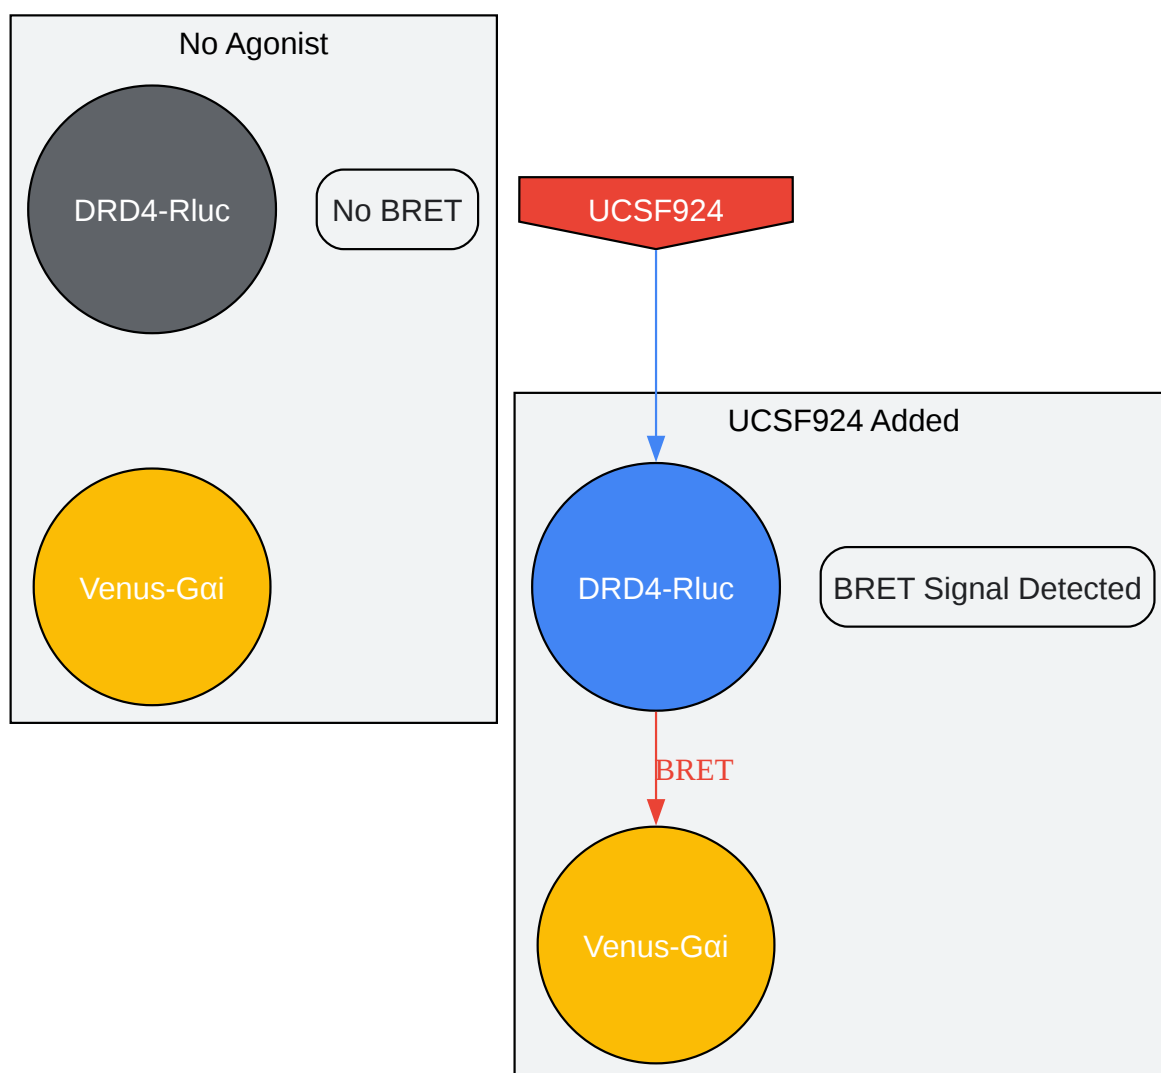 No Agonist
DRD4-Rluc
No BRET
Venus-Gαi
UCSF924
UCSF924 Added
DRD4-Rluc
BRET Signal Detected
BRET
Venus-Gαi